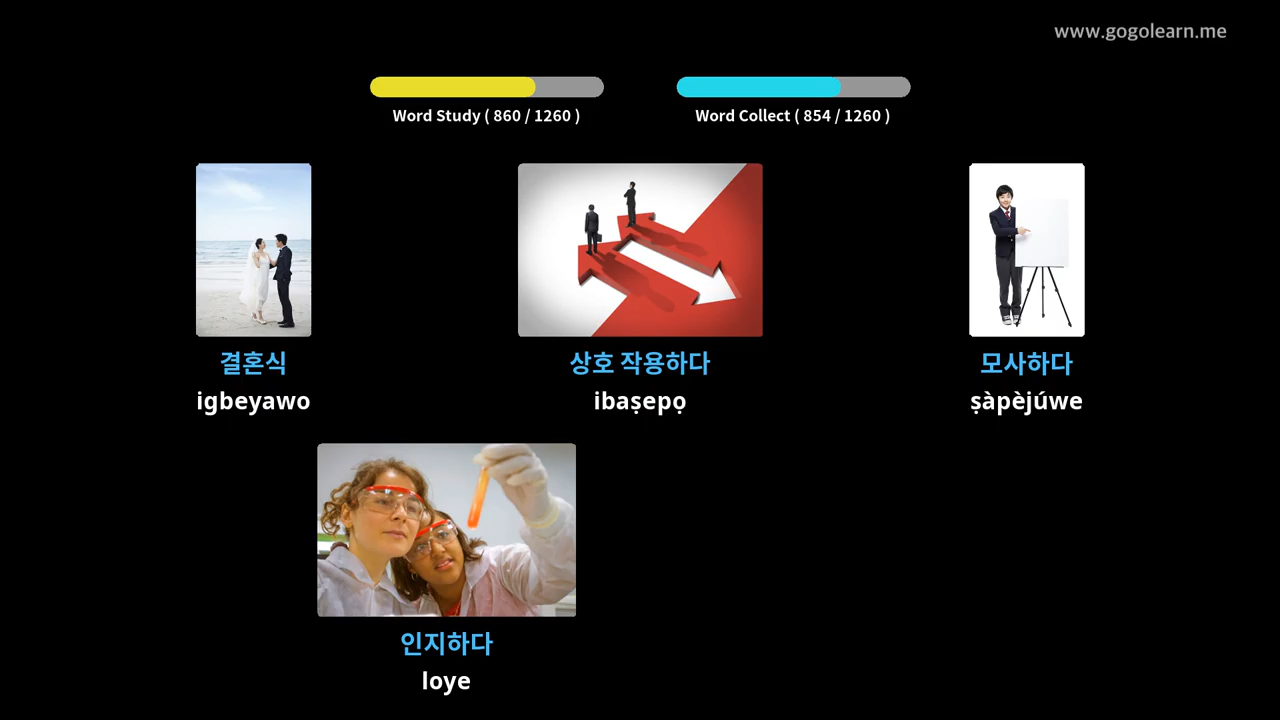 www.gogolearn.me
Word Study ( 860 / 1260 )
Word Collect ( 854 / 1260 )
결혼식
상호 작용하다
모사하다
igbeyawo
ibaṣepọ
ṣàpèjúwe
인지하다
loye